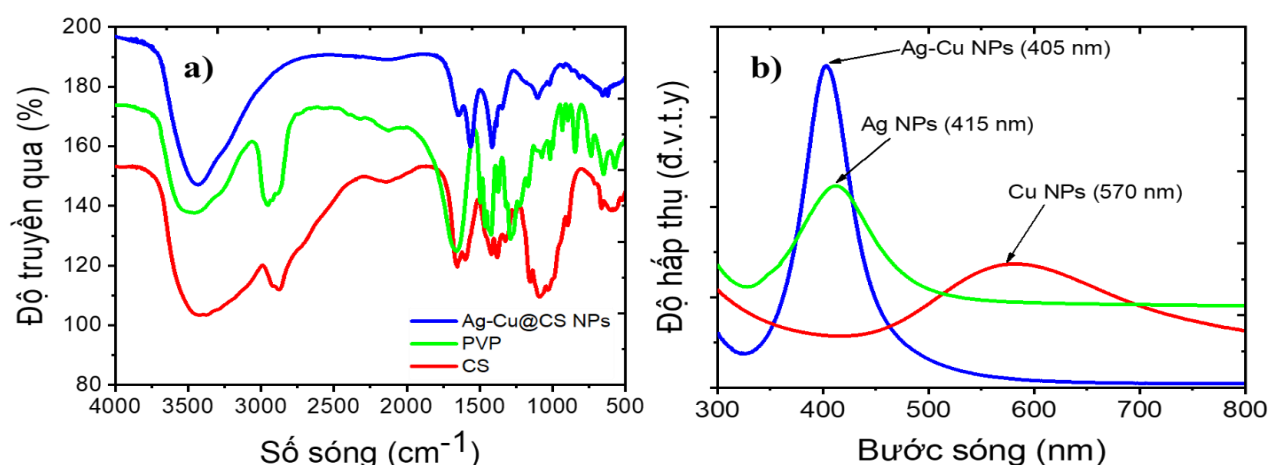 a)
Độ truyền qua (%)
200
180
160
140
120
100
80
Ag-Cu@CS NPs
PVP
CS
4000 3500 3000 2500 2000 1500 1000 500
Số sóng (cm-1)
b)
Độ hấp thụ (đ.v.t.y)
Ag-Cu NPs (405 nm)
Ag NPs (415 nm)
Cu NPs (570 nm)
300 400 500 600 700 800
Bước sóng (nm)